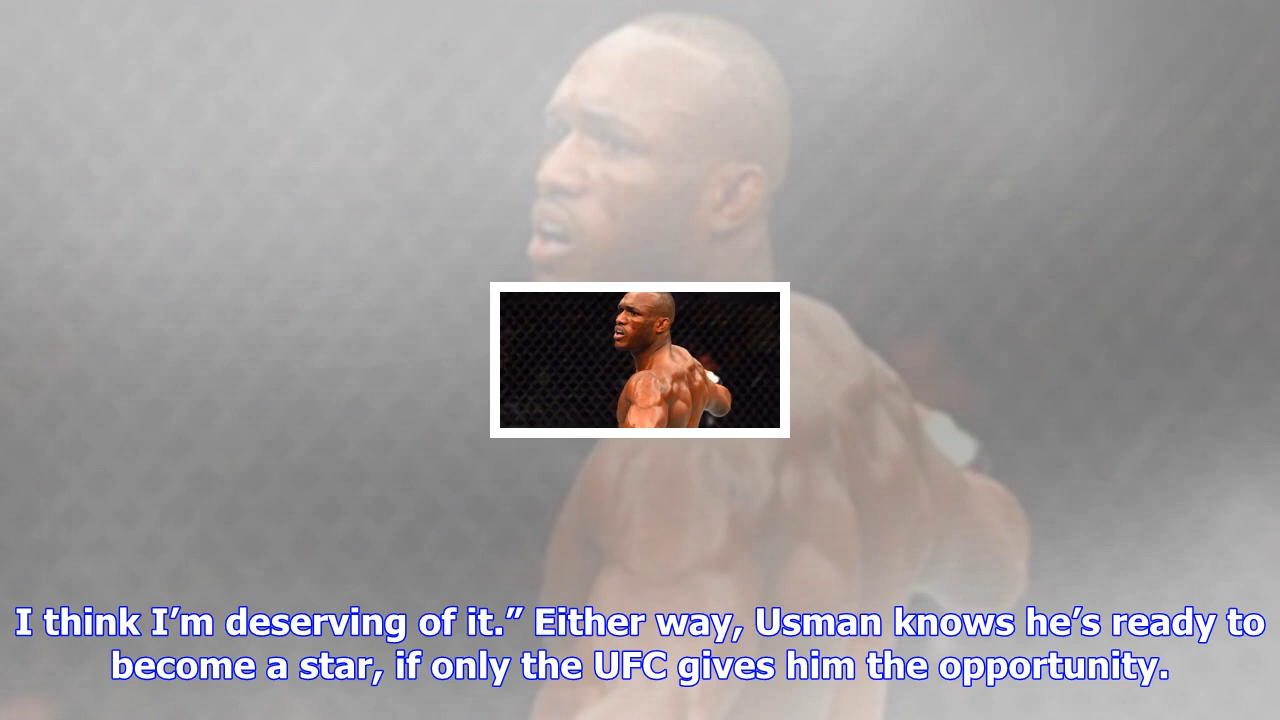 I think I’m deserving of it.” Either way, Usman knows he’s ready to
become a star, if only the UFC gives him the opportunity.